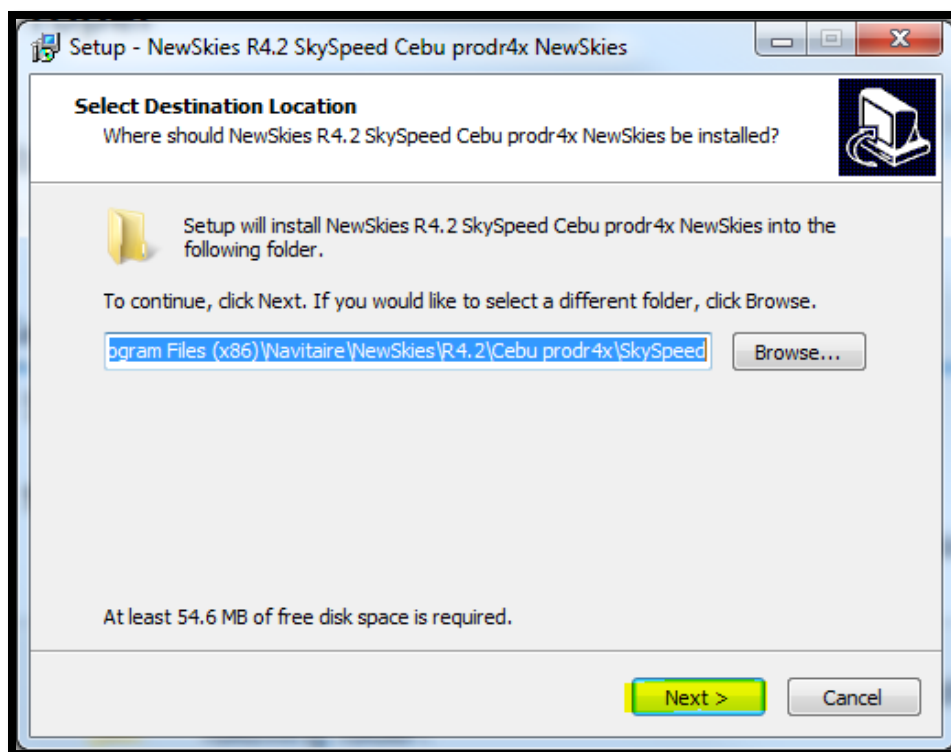 Setup - NewSkies R4.2 SkySpeed Cebu prodr4x NewSkies
Select Destination Location
Where should NewSkies R4.2 SkySpeed Cebu prodr4x NewSkies be installed?
Setup will install NewSkies R4.2 SkySpeed Cebu prodr4x NewSkies into the
following folder.
To continue, click Next. If you would like to select a different folder, click Browse.
ogram Files (x86)\Navitaire\NewSkies\R4.2\Cebu prodr4x\SkySpeed
Browse...
At least 54.6 MB of free disk space is required.
Next >
Cancel